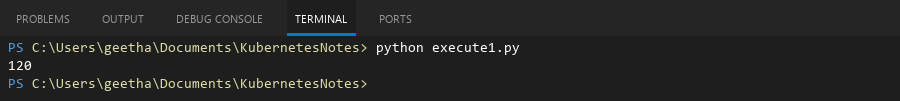 PROBLEMS OUTPUT DEBUG CONSOLE TERMINAL PORTS
PS C:\Users\geetha\Documents\KubernetesNotes> python execute1.py
120
PS C:\Users\geetha\Documents\KubernetesNotes>